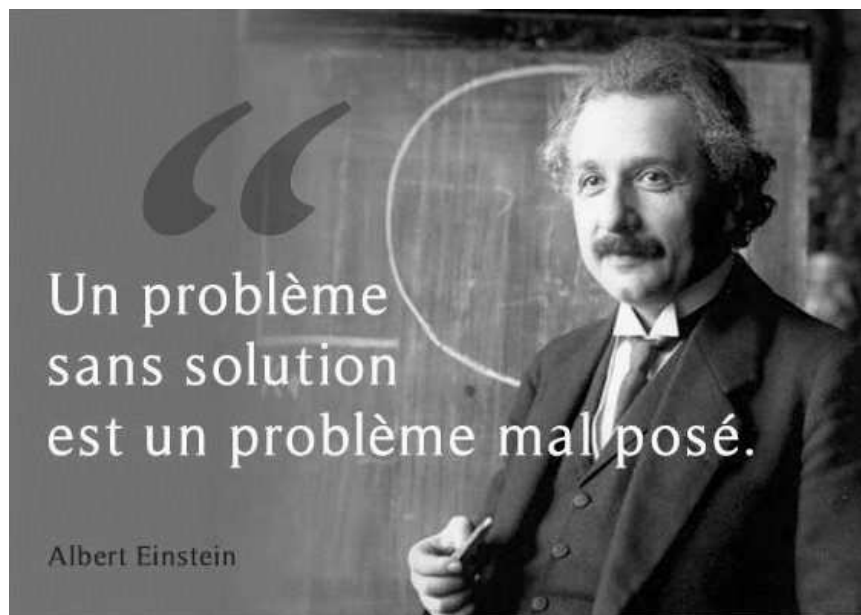 “
Un problème
sans solution
est un problème mal posé.
Albert Einstein